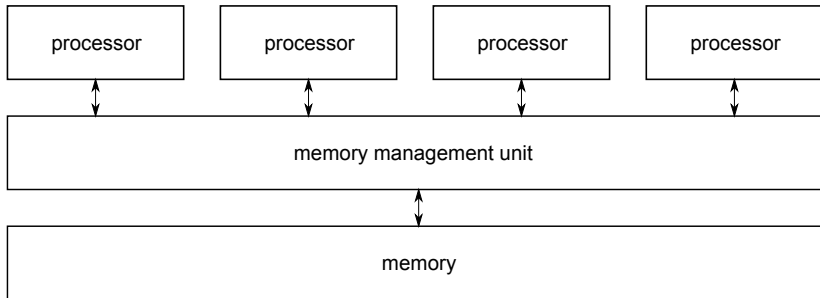 processor
processor
processor
processor
memory management unit
memory